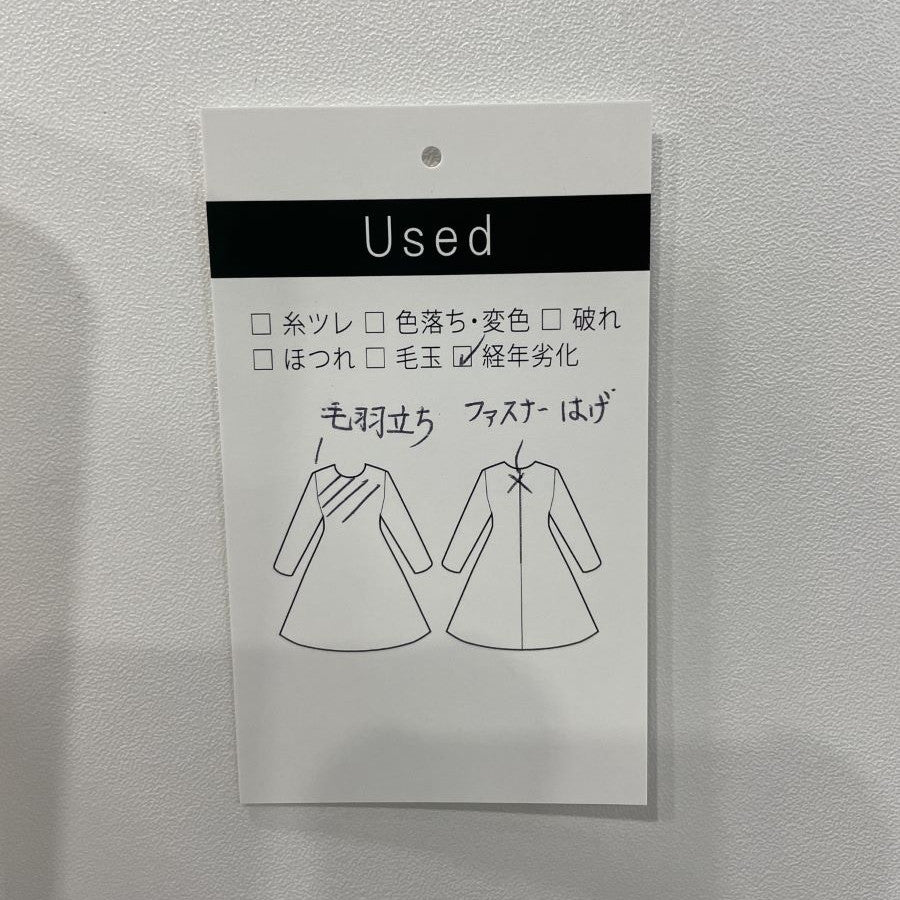 Used
□ 糸ツレ □ 色落ち・変色 □ 破れ
□ ほつれ □ 毛玉 ☑ 経年劣化
毛羽立ち ファスナー はげ